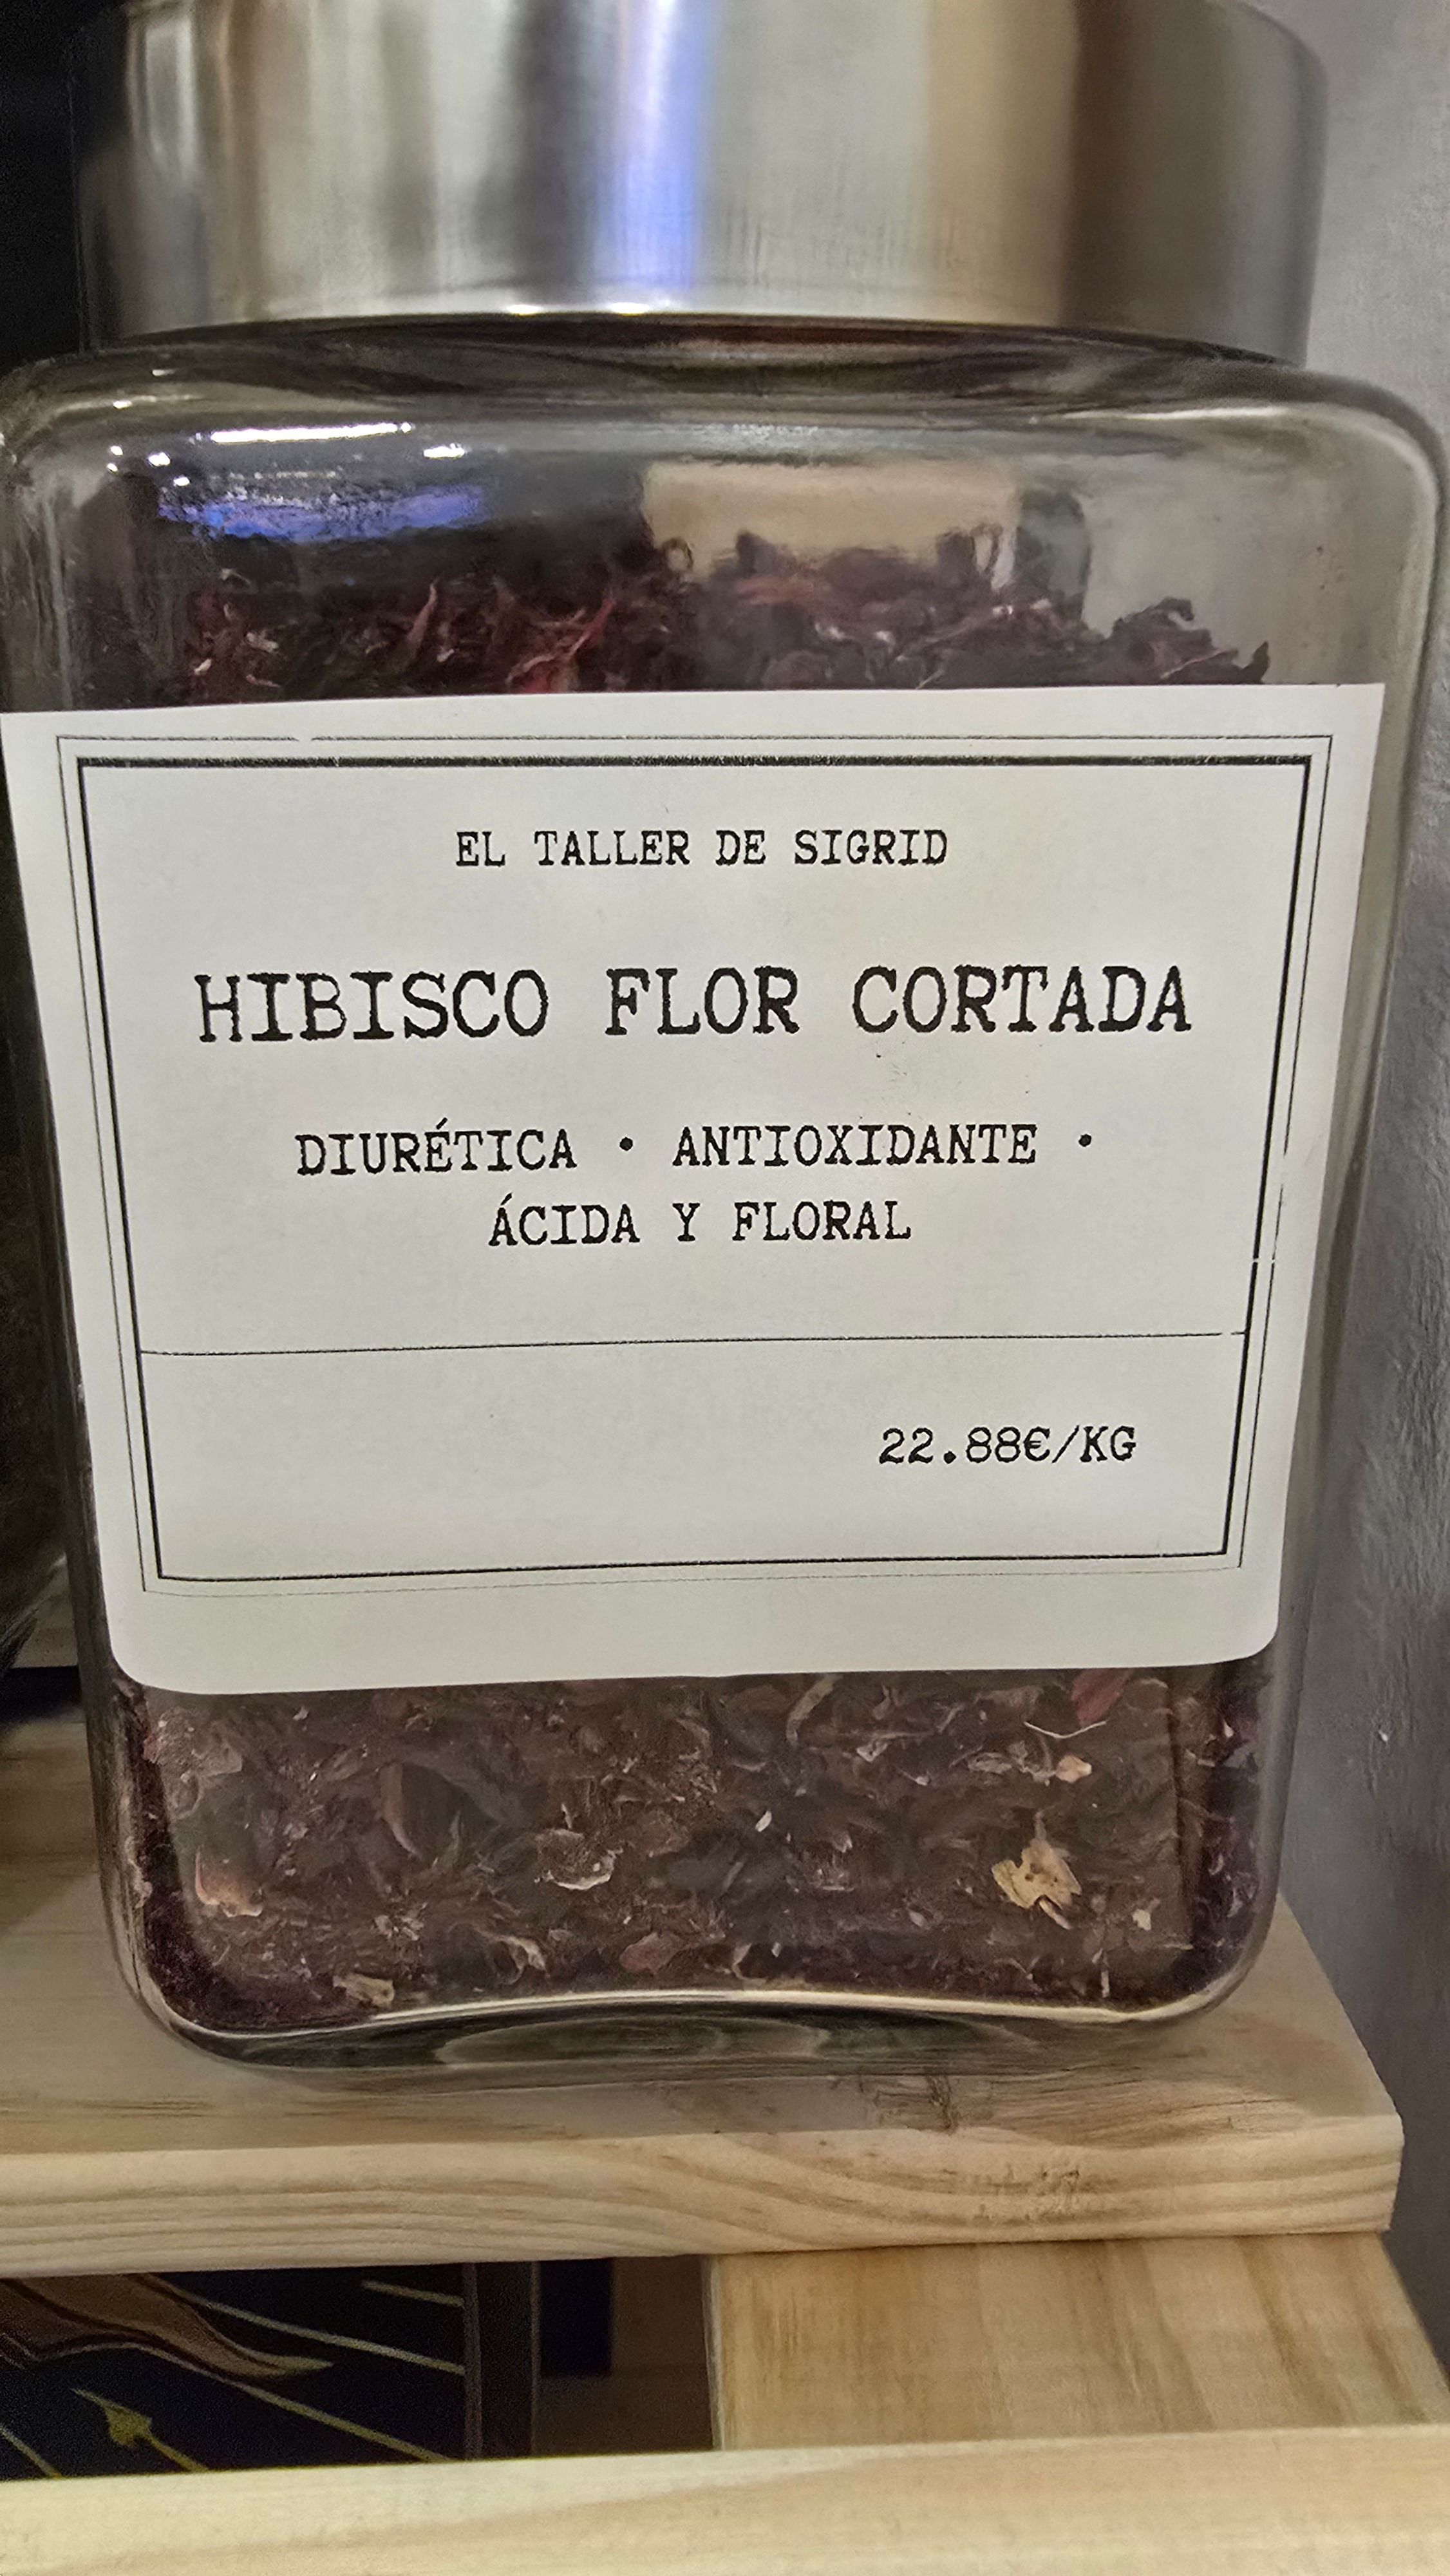 EL TALLER DE SIGRID
HIBISCO FLOR CORTADA
DIURÉTICA • ANTIOXIDANTE •
ÁCIDA Y FLORAL
22.88€/KG